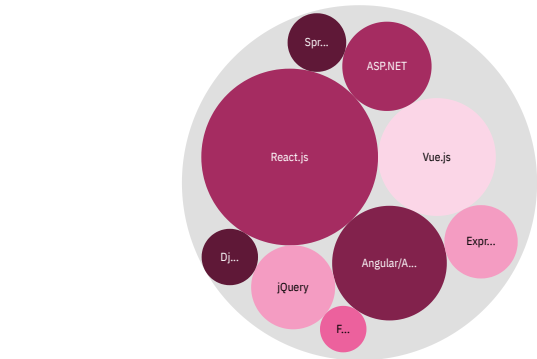 Spr...
ASP.NET
React.js
Vue.js
Expr...
Dj...
Angular/A...
jQuery
F...